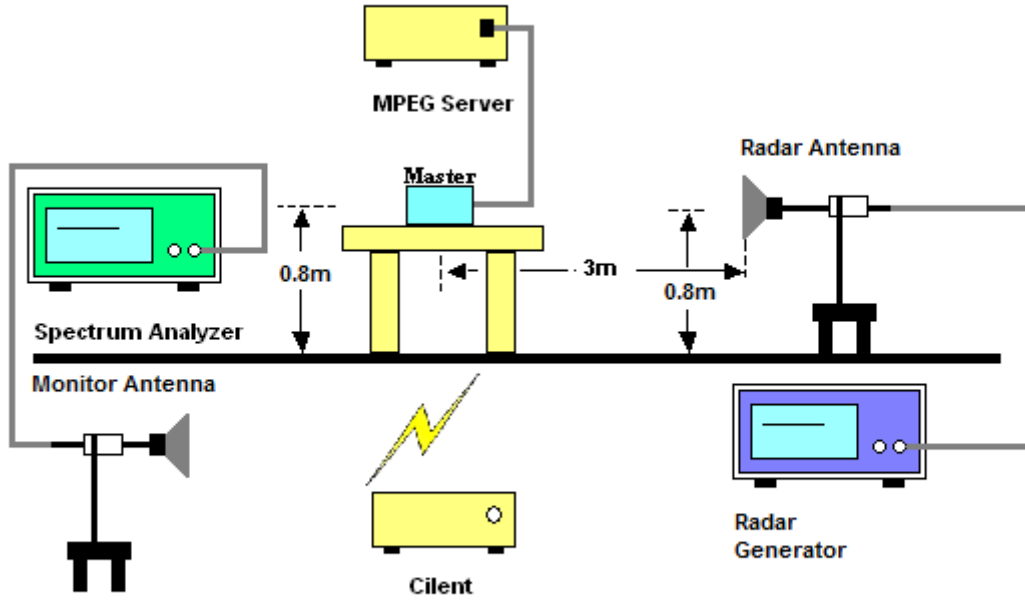 MPEG Server
Radar Antenna
Master
0.8m
3m
0.8m
Spectrum Analyzer
Monitor Antenna
Radar
Generator
Cilent